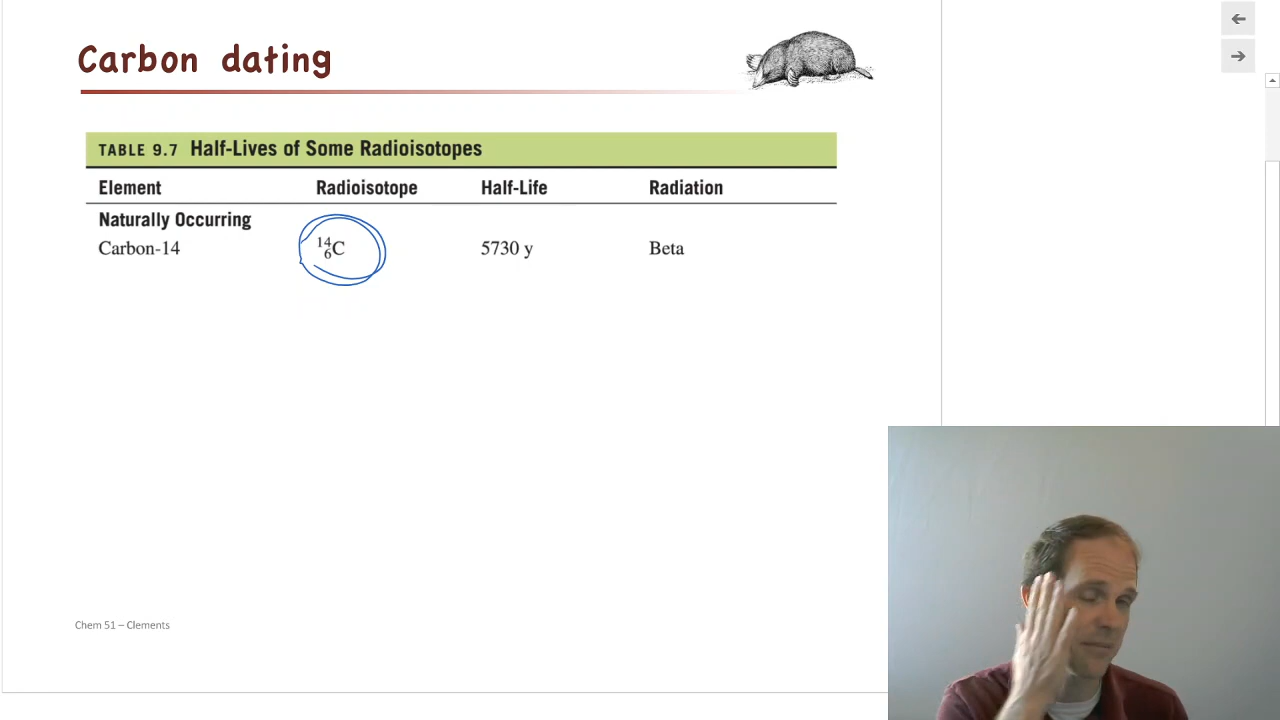 Carbon dating
TABLE 9.7 Half-Lives of Some Radioisotopes
Element Radioisotope Half-Life Radiation
Naturally Occurring
Carbon-14 ¹⁴₆C 5730 y Beta
Chem 51 – Clements